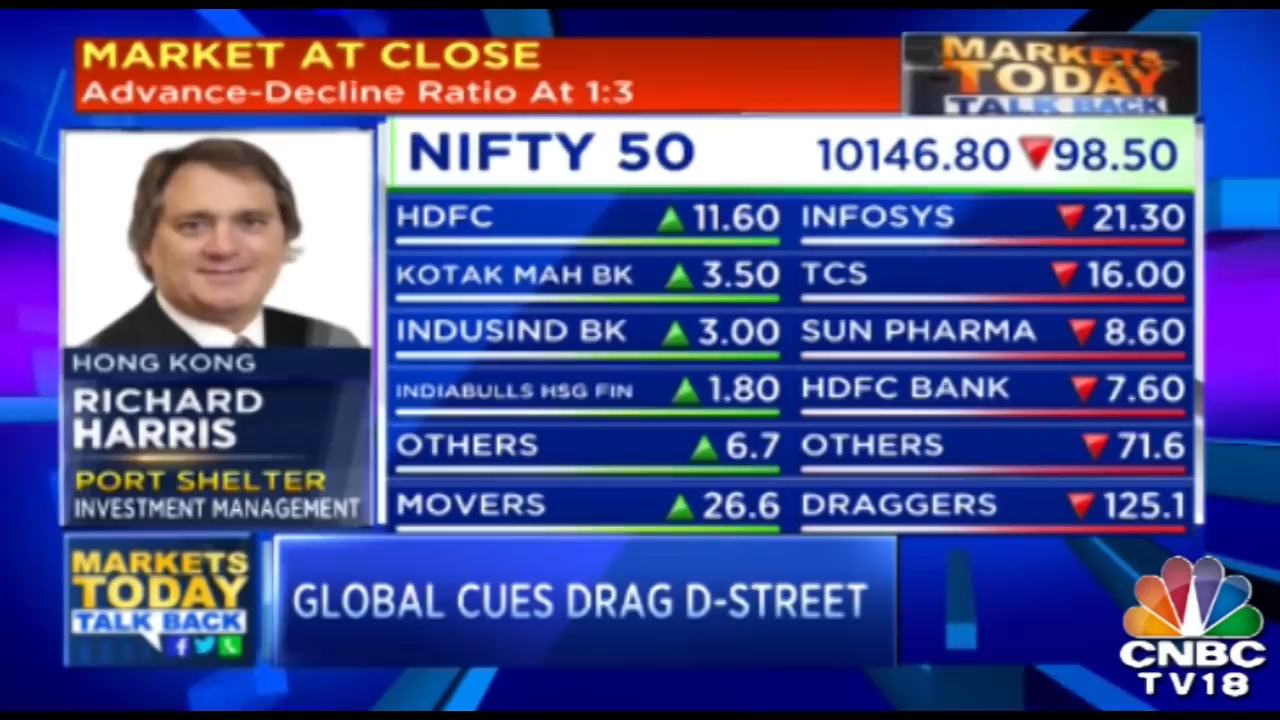 MARKET AT CLOSE
Advance-Decline Ratio At 1:3
MARKETS
TODAY
TALK BACK
NIFTY 50 10146.80 ▼98.50
HDFC ▲ 11.60 INFOSYS ▼ 21.30
KOTAK MAH BK ▲ 3.50 TCS ▼ 16.00
INDUSIND BK ▲ 3.00 SUN PHARMA ▼ 8.60
INDIABULLS HSG FIN ▲ 1.80 HDFC BANK ▼ 7.60
OTHERS ▲ 6.7 OTHERS ▼ 71.6
MOVERS ▲ 26.6 DRAGGERS ▼ 125.1
HONG KONG
RICHARD
HARRIS
PORT SHELTER
INVESTMENT MANAGEMENT
MARKETS
TODAY
TALK BACK
GLOBAL CUES DRAG D-STREET
CNBC
TV18